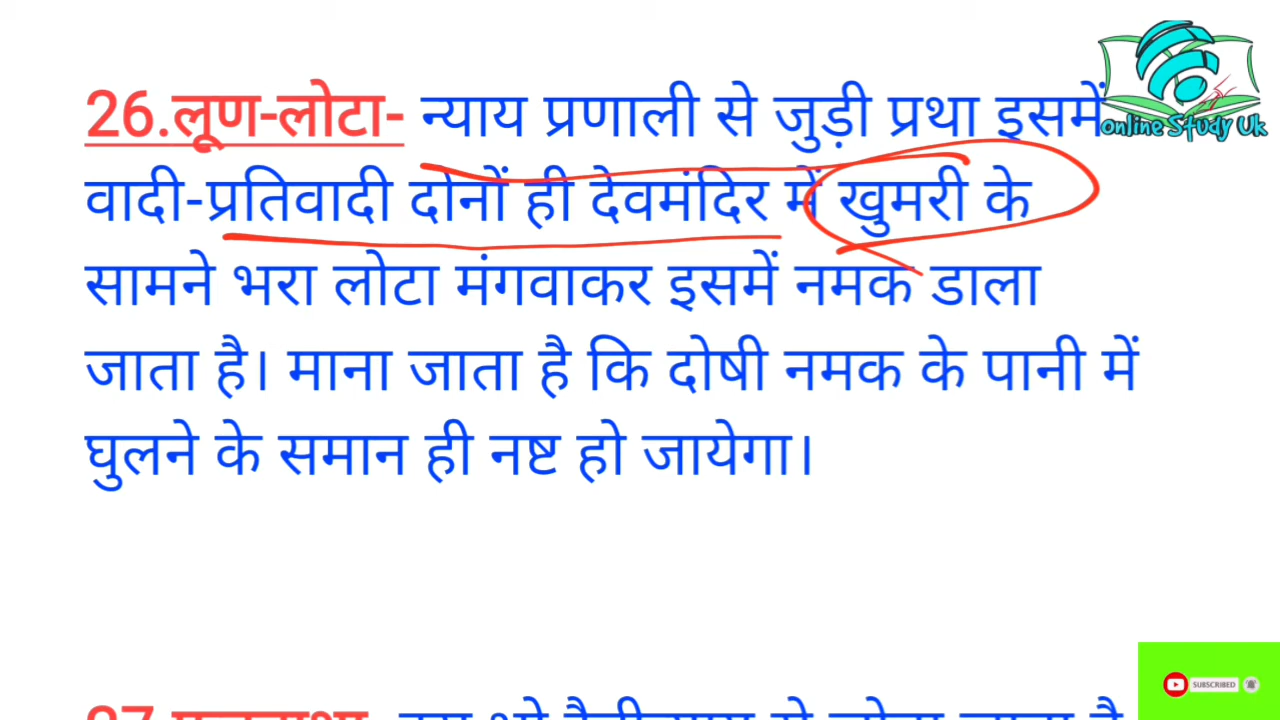 26.लूण-लोटा- न्याय प्रणाली से जुड़ी प्रथा इसमें
वादी-प्रतिवादी दोनों ही देवमंदिर में खुमरी के
सामने भरा लोटा मंगवाकर इसमें नमक डाला
जाता है। माना जाता है कि दोषी नमक के पानी में
घुलने के समान ही नष्ट हो जायेगा।
Online Study Uk
SUBSCRIBED